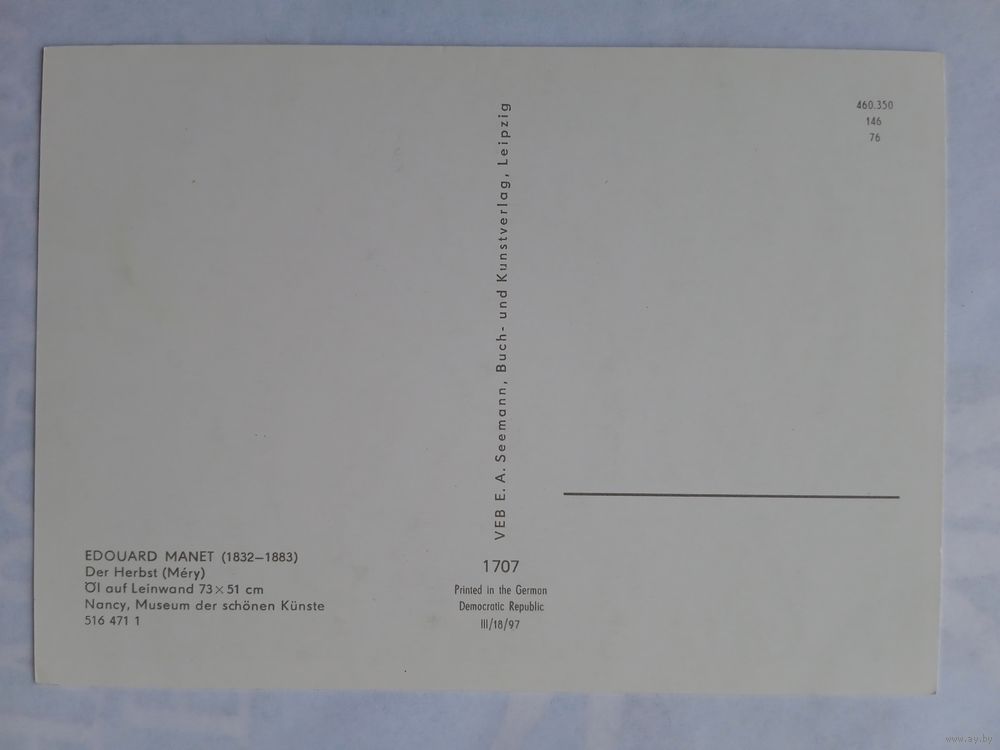 EDOUARD MANET (1832–1883)
Der Herbst (Méry)
Öl auf Leinwand 73×51 cm
Nancy, Museum der schönen Künste
516 471 1
VEB E. A. Seemann, Buch- und Kunstverlag, Leipzig
1707
Printed in the German
Democratic Republic
III/18/97
460.350
146
76
www.ay.by